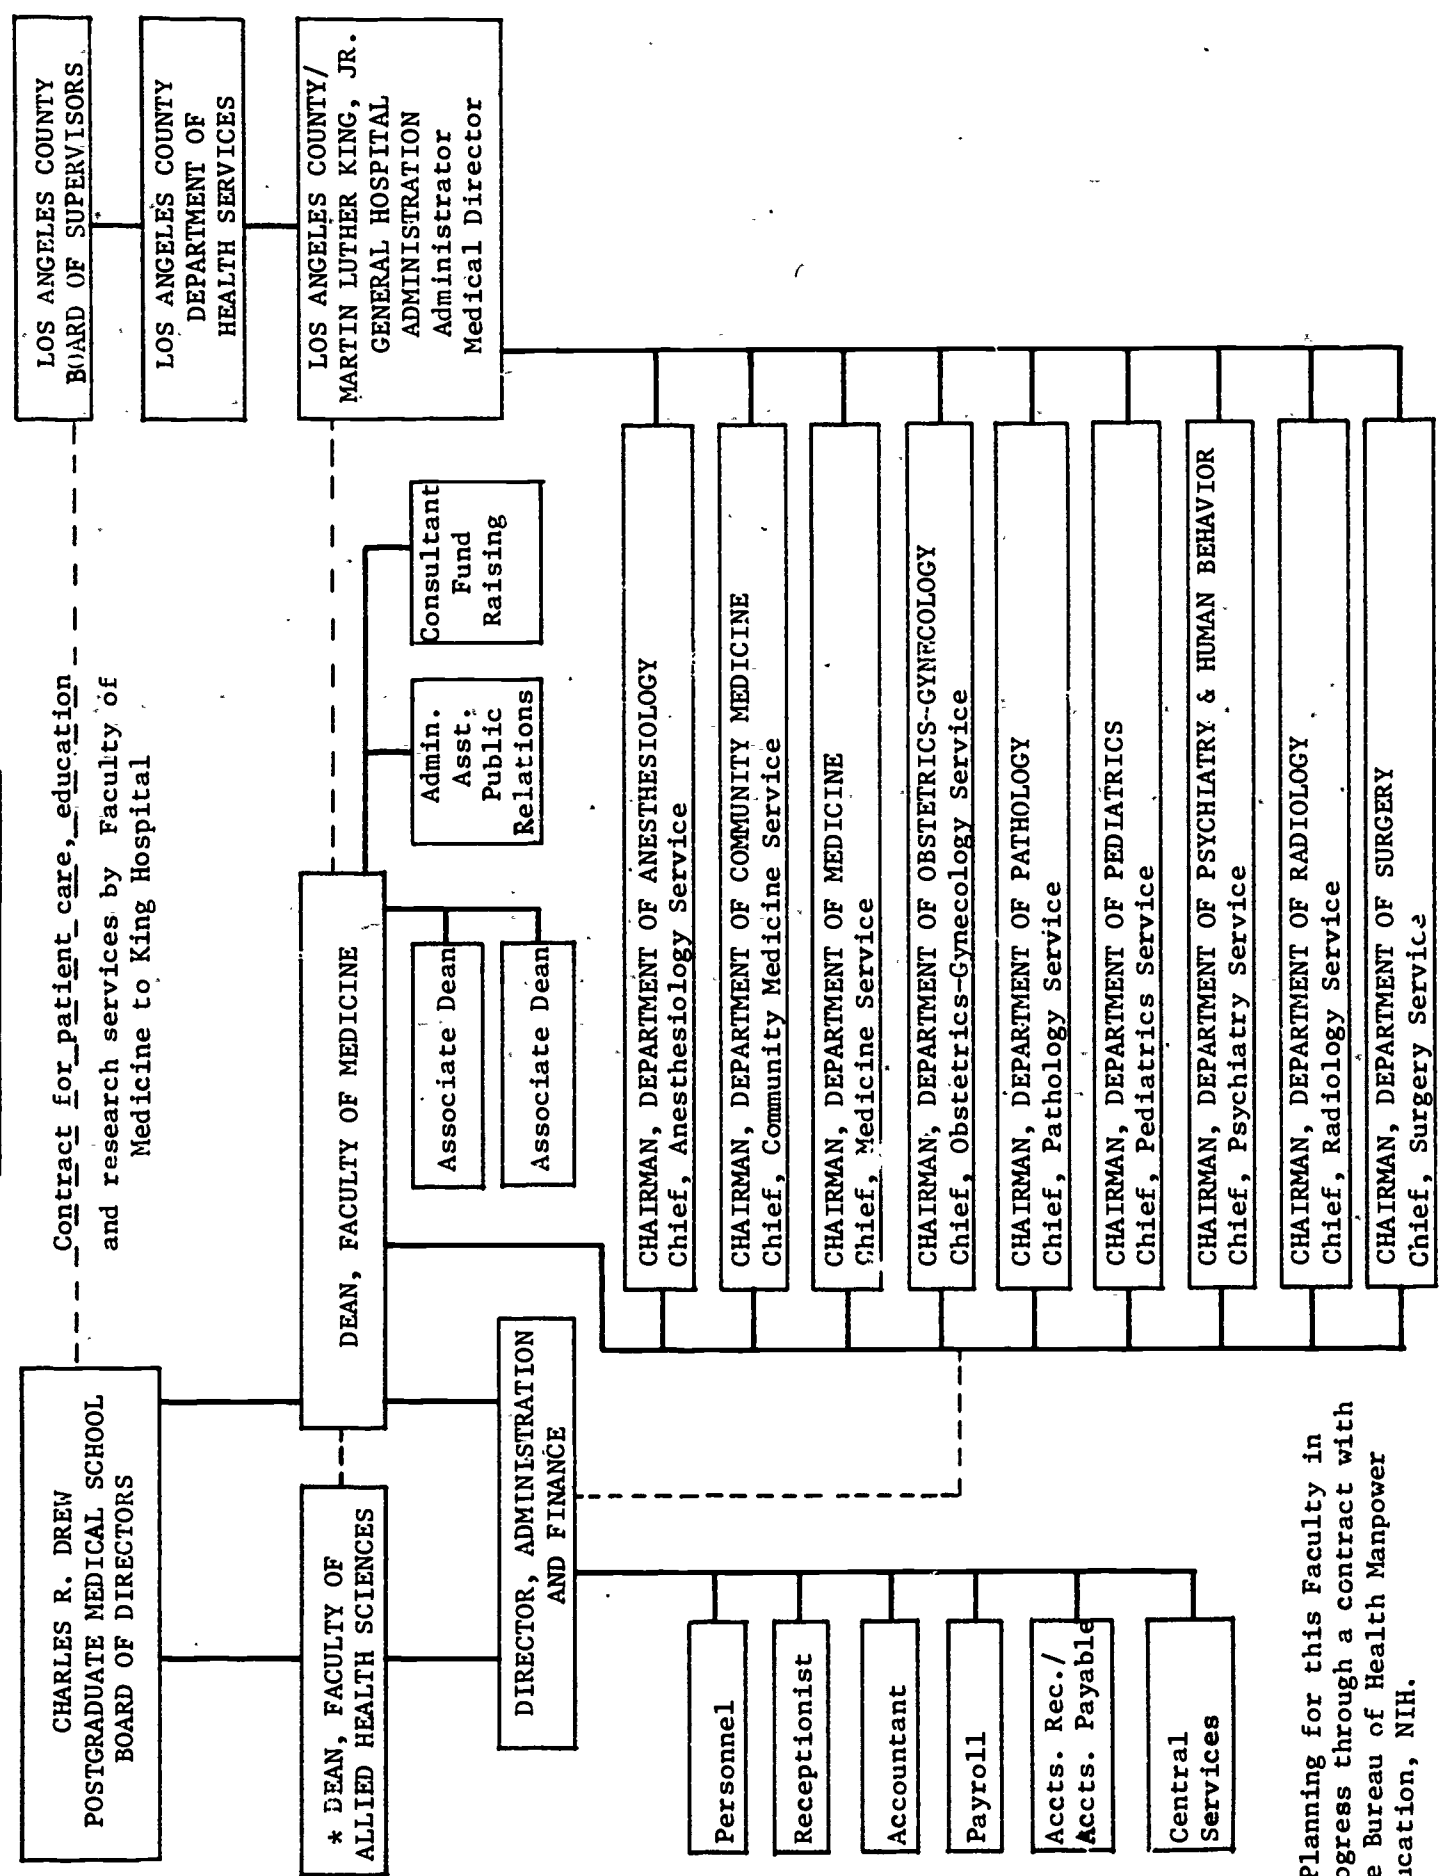 CHARLES R. DREW
POSTGRADUATE MEDICAL SCHOOL
BOARD OF DIRECTORS
Contract for patient care, education
and research services by Faculty of
Medicine to King Hospital
LOS ANGELES COUNTY
BOARD OF SUPERVISORS
LOS ANGELES COUNTY
DEPARTMENT OF
HEALTH SERVICES
* DEAN, FACULTY OF
ALLIED HEALTH SCIENCES
DEAN, FACULTY OF MEDICINE
LOS ANGELES COUNTY/
MARTIN LUTHER KING, JR.
GENERAL HOSPITAL
ADMINISTRATION
Administrator
Medical Director
DIRECTOR, ADMINISTRATION
AND FINANCE
Associate Dean
Associate Dean
Admin.
Asst.
Public
Relations
Consultant
Fund
Raising
Personnel
Receptionist
Accountant
Payroll
Accts. Rec./
Accts. Payable
Central
Services
CHAIRMAN, DEPARTMENT OF ANESTHESIOLOGY
Chief, Anesthesiology Service
CHAIRMAN, DEPARTMENT OF COMMUNITY MEDICINE
Chief, Community Medicine Service
CHAIRMAN, DEPARTMENT OF MEDICINE
Chief, Medicine Service
CHAIRMAN, DEPARTMENT OF OBSTETRICS-GYNECOLOGY
Chief, Obstetrics-Gynecology Service
CHAIRMAN, DEPARTMENT OF PATHOLOGY
Chief, Pathology Service
CHAIRMAN, DEPARTMENT OF PEDIATRICS
Chief, Pediatrics Service
CHAIRMAN, DEPARTMENT OF PSYCHIATRY & HUMAN BEHAVIOR
Chief, Psychiatry Service
CHAIRMAN, DEPARTMENT OF RADIOLOGY
Chief, Radiology Service
CHAIRMAN, DEPARTMENT OF SURGERY
Chief, Surgery Service
Planning for this Faculty in
ogress through a contract with
e Bureau of Health Manpower
ucation, NIH.